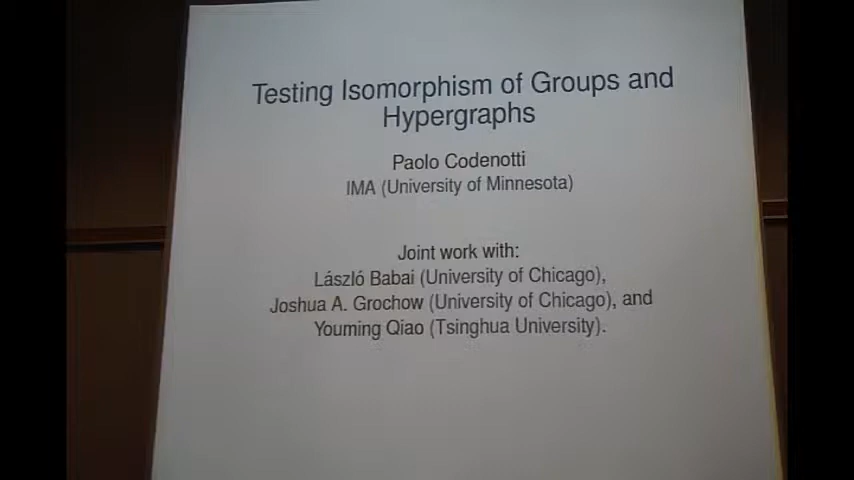 Testing Isomorphism of Groups and
Hypergraphs
Paolo Codenotti
IMA (University of Minnesota)
Joint work with:
László Babai (University of Chicago),
Joshua A. Grochow (University of Chicago), and
Youming Qiao (Tsinghua University).